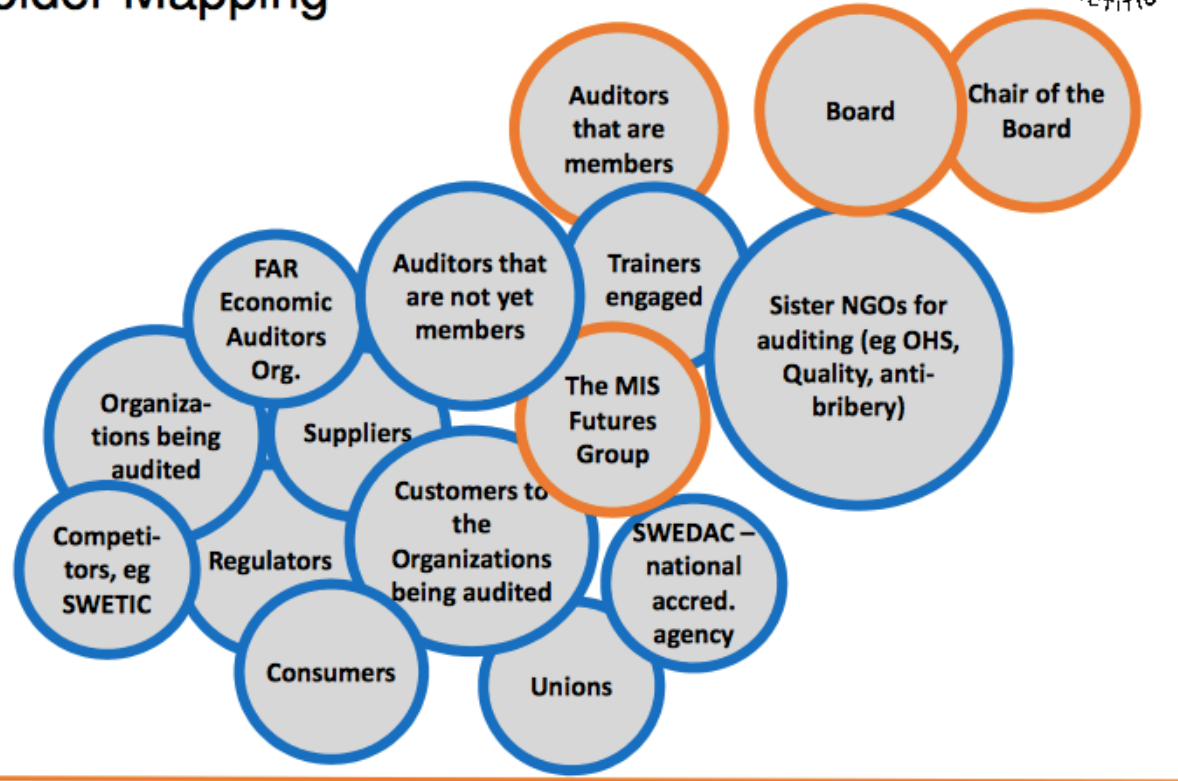 Mapping
Auditors
that are
members
Board
Chair of the
Board
Auditors that
are not yet
members
Trainers
engaged
FAR
Economic
Auditors
Org.
Sister NGOs for
auditing (eg OHS,
Quality, anti-
bribery)
Organiza-
tions being
audited
Suppliers
The MIS
Futures
Group
Customers to
the
Organizations
being audited
Competi-
tors, eg
SWETIC
Regulators
SWEDAC –
national
accred.
agency
Consumers
Unions